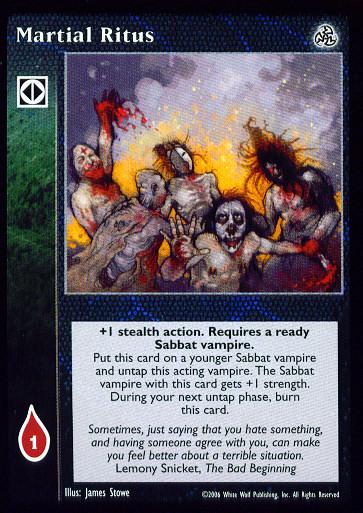 Martial Ritus
+1 stealth action. Requires a ready
Sabbat vampire.
Put this card on a younger Sabbat vampire
and untap this acting vampire. The Sabbat
vampire with this card gets +1 strength.
During your next untap phase, burn
this card.
Sometimes, just saying that you hate something,
and having someone agree with you, can make
you feel better about a terrible situation.
Lemony Snicket, The Bad Beginning
1
Illus: James Stowe
©2006 White Wolf Publishing, Inc. All Rights Reserved